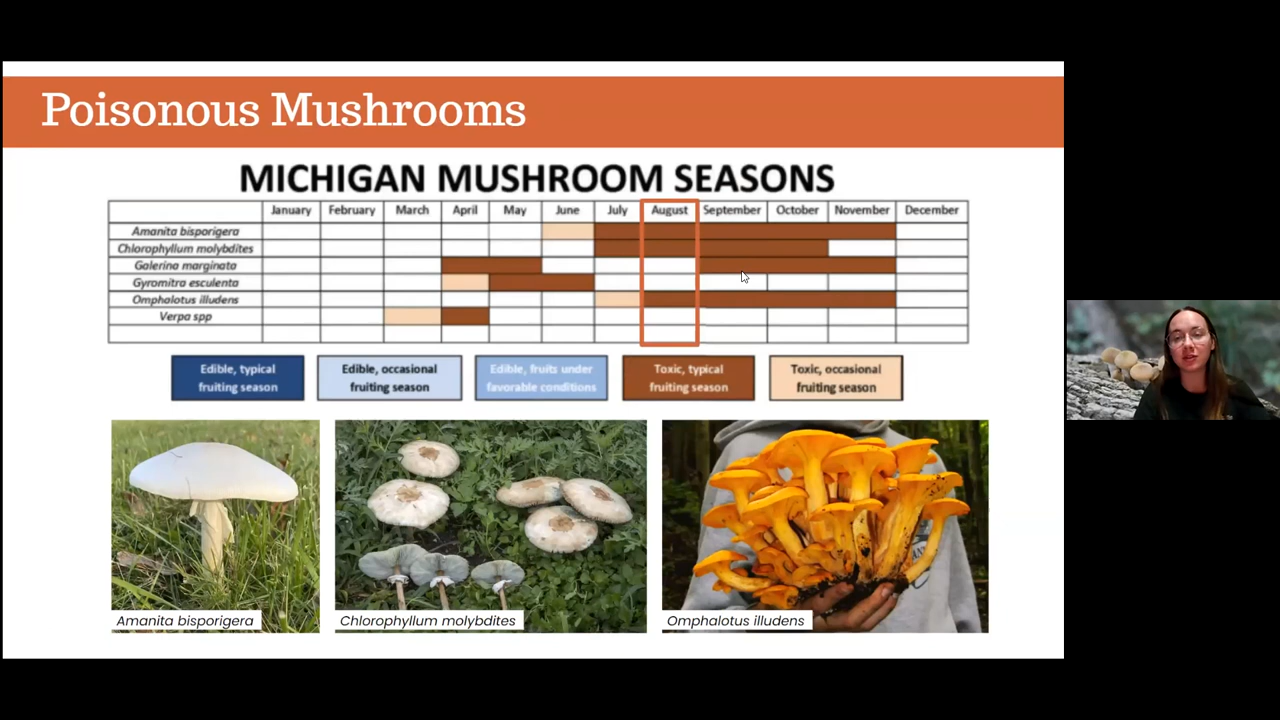 Poisonous Mushrooms
MICHIGAN MUSHROOM SEASONS
January February March April May June July August September October November December
Amanita bisporigera
Chlorophyllum molybdites
Galerina marginata
Gyromitra esculenta
Omphalotus illudens
Verpa spp
Edible, typical
fruiting season
Edible, occasional
fruiting season
Edible, fruits under
favorable conditions
Toxic, typical
fruiting season
Toxic, occasional
fruiting season
Amanita bisporigera
Chlorophyllum molybdites
Omphalotus illudens